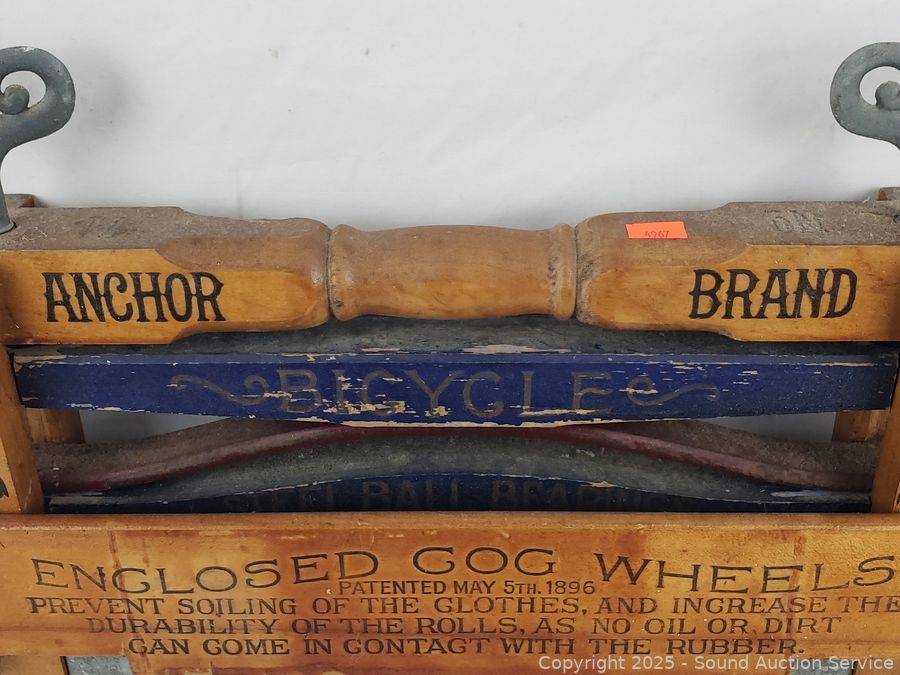 4967
ANCHOR BRAND
BICYCLE
STEEL BALL BEARING
ENCLOSED COG WHEELS
PATENTED MAY 5TH. 1896
PREVENT SOILING OF THE CLOTHES, AND INCREASE THE
DURABILITY OF THE ROLLS, AS NO OIL OR DIRT
CAN COME IN CONTACT WITH THE RUBBER.
Copyright © 2025 - Sound Auction Service